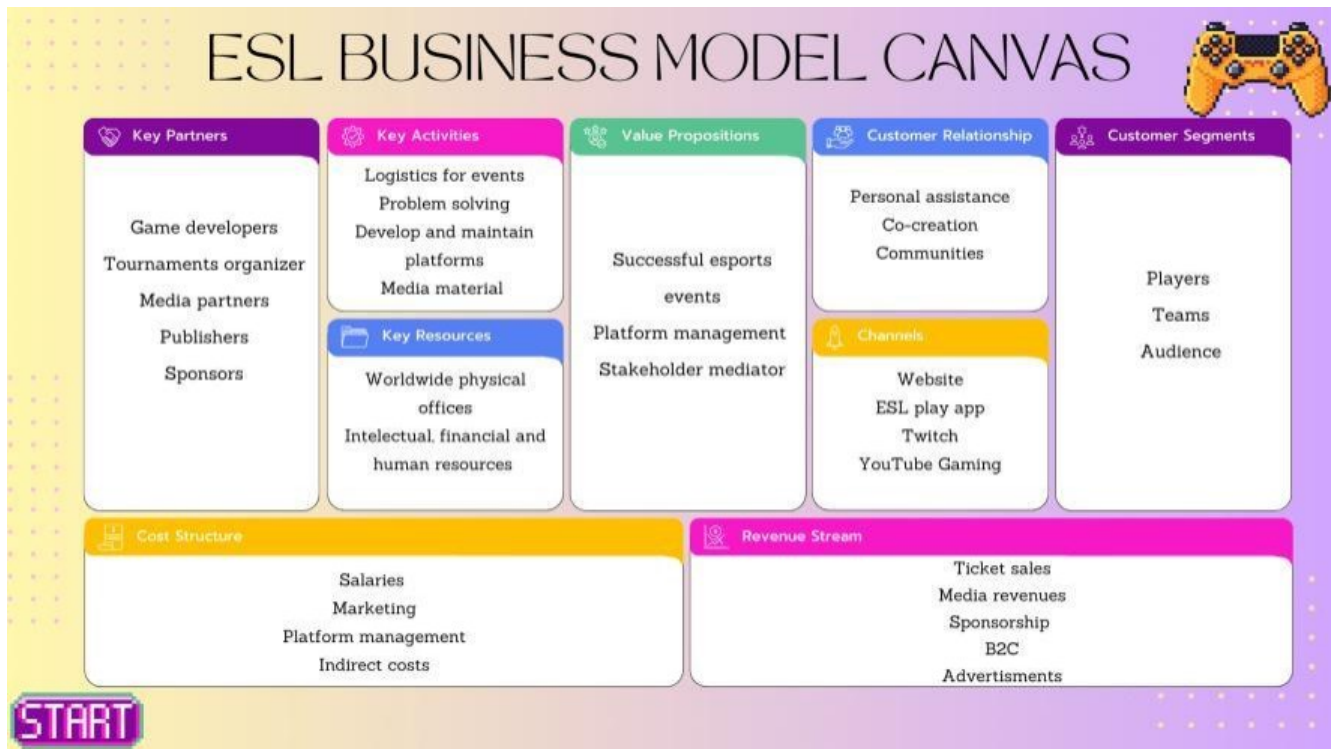 ESL BUSINESS MODEL CANVAS
Key Partners
Game developers
Tournaments organizer
Media partners
Publishers
Sponsors
Key Activities
Logistics for events
Problem solving
Develop and maintain
platforms
Media material
Key Resources
Worldwide physical
offices
Intelectual, financial and
human resources
Value Propositions
Successful esports
events
Platform management
Stakeholder mediator
Customer Relationship
Personal assistance
Co-creation
Communities
Channels
Website
ESL play app
Twitch
YouTube Gaming
Customer Segments
Players
Teams
Audience
Cost Structure
Salaries
Marketing
Platform management
Indirect costs
Revenue Stream
Ticket sales
Media revenues
Sponsorship
B2C
Advertisments
START